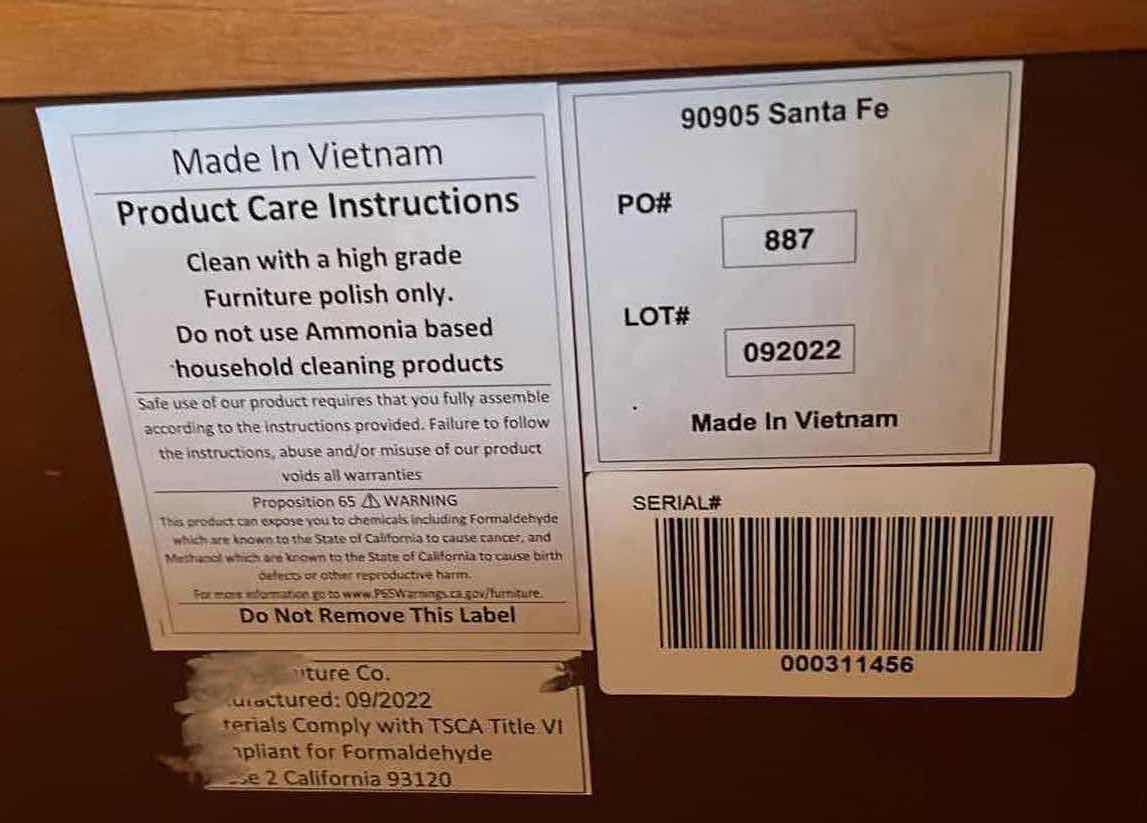 Made In Vietnam
Product Care Instructions
Clean with a high grade
Furniture polish only.
Do not use Ammonia based
household cleaning products
Safe use of our product requires that you fully assemble
according to the instructions provided. Failure to follow
the instructions, abuse and/or misuse of our product
voids all warranties
Proposition 65 ⚠ WARNING
This product can expose you to chemicals including Formaldehyde
which are known to the State of California to cause cancer, and
Methanol which are known to the State of California to cause birth
defects or other reproductive harm.
For more information go to www.P65Warnings.ca.gov/furniture.
Do Not Remove This Label
90905 Santa Fe
PO#
887
LOT#
092022
Made In Vietnam
SERIAL#
000311456
Co.
09/2022
Comply with TSCA Title VI
for Formaldehyde
2 California 93120